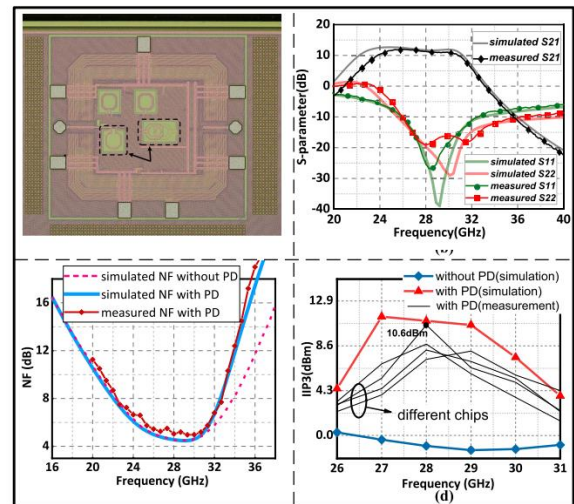 20
simulated S21
measured S21
10
0
-10
-20
-30
-40
S-parameter(dB)
simulated S11
simulated S22
measured S11
measured S22
20 24 28 32 36 40
Frequency(GHz)
simulated NF without PD
simulated NF with PD
measured NF with PD
16
12
8
4
NF (dB)
16 20 24 28 32 36
Frequency (GHz)
without PD(simulation)
with PD(simulation)
with PD(measurement)
12.9
8.6
4.3
0.0
IIP3(dBm)
10.6dBm
different chips
26 27 28 29 30 31
Frequency (GHz)
(d)